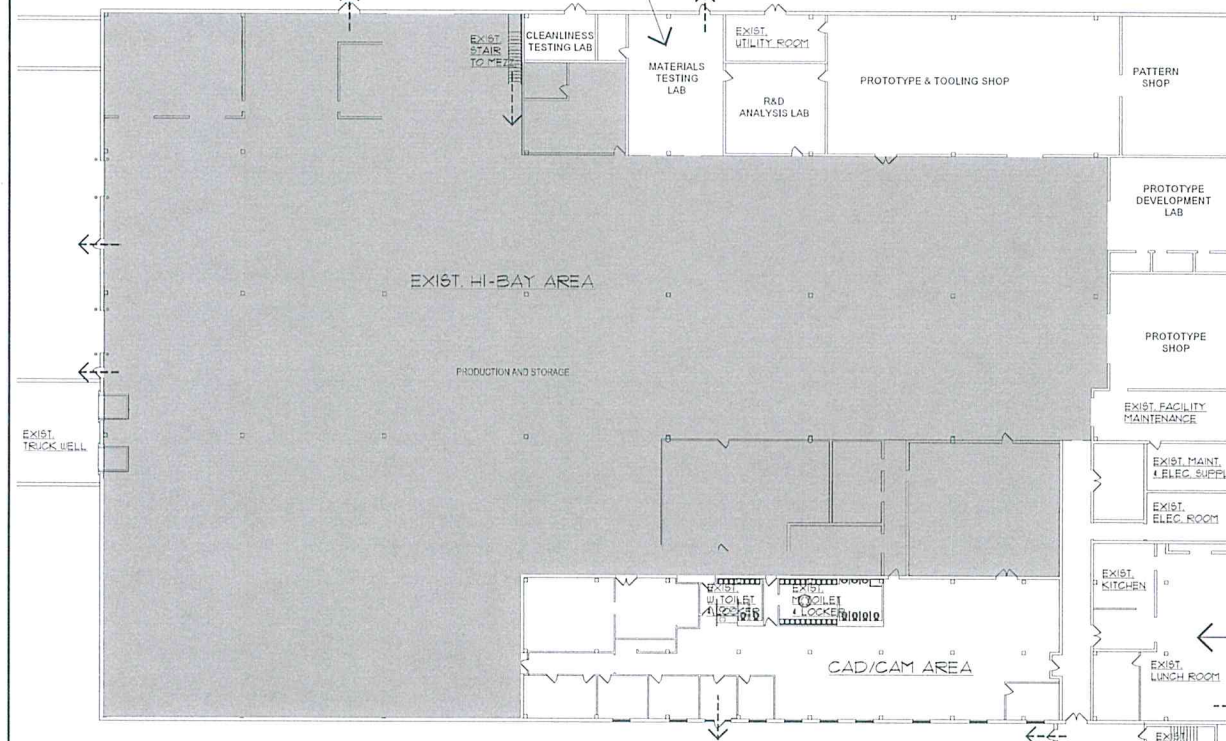 EXIST.
STAIR
TO MEZZ
CLEANLINESS
TESTING LAB
MATERIALS
TESTING
LAB
EXIST.
UTILITY ROOM
R&D
ANALYSIS LAB
PROTOTYPE & TOOLING SHOP
PATTERN
SHOP
PROTOTYPE
DEVELOPMENT
LAB
EXIST. HI-BAY AREA
PRODUCTION AND STORAGE
PROTOTYPE
SHOP
EXIST. FACILITY
MAINTENANCE
EXIST.
TRUCK WELL
EXIST. MAINT.
& ELEC. SUPPL
EXIST.
ELEC. ROOM
EXIST.
KITCHEN
EXIST.
W. TOILET
& LOCKER
EXIST.
M. TOILET
& LOCKER
CAD/CAM AREA
EXIST.
LUNCH ROOM
EXIST.